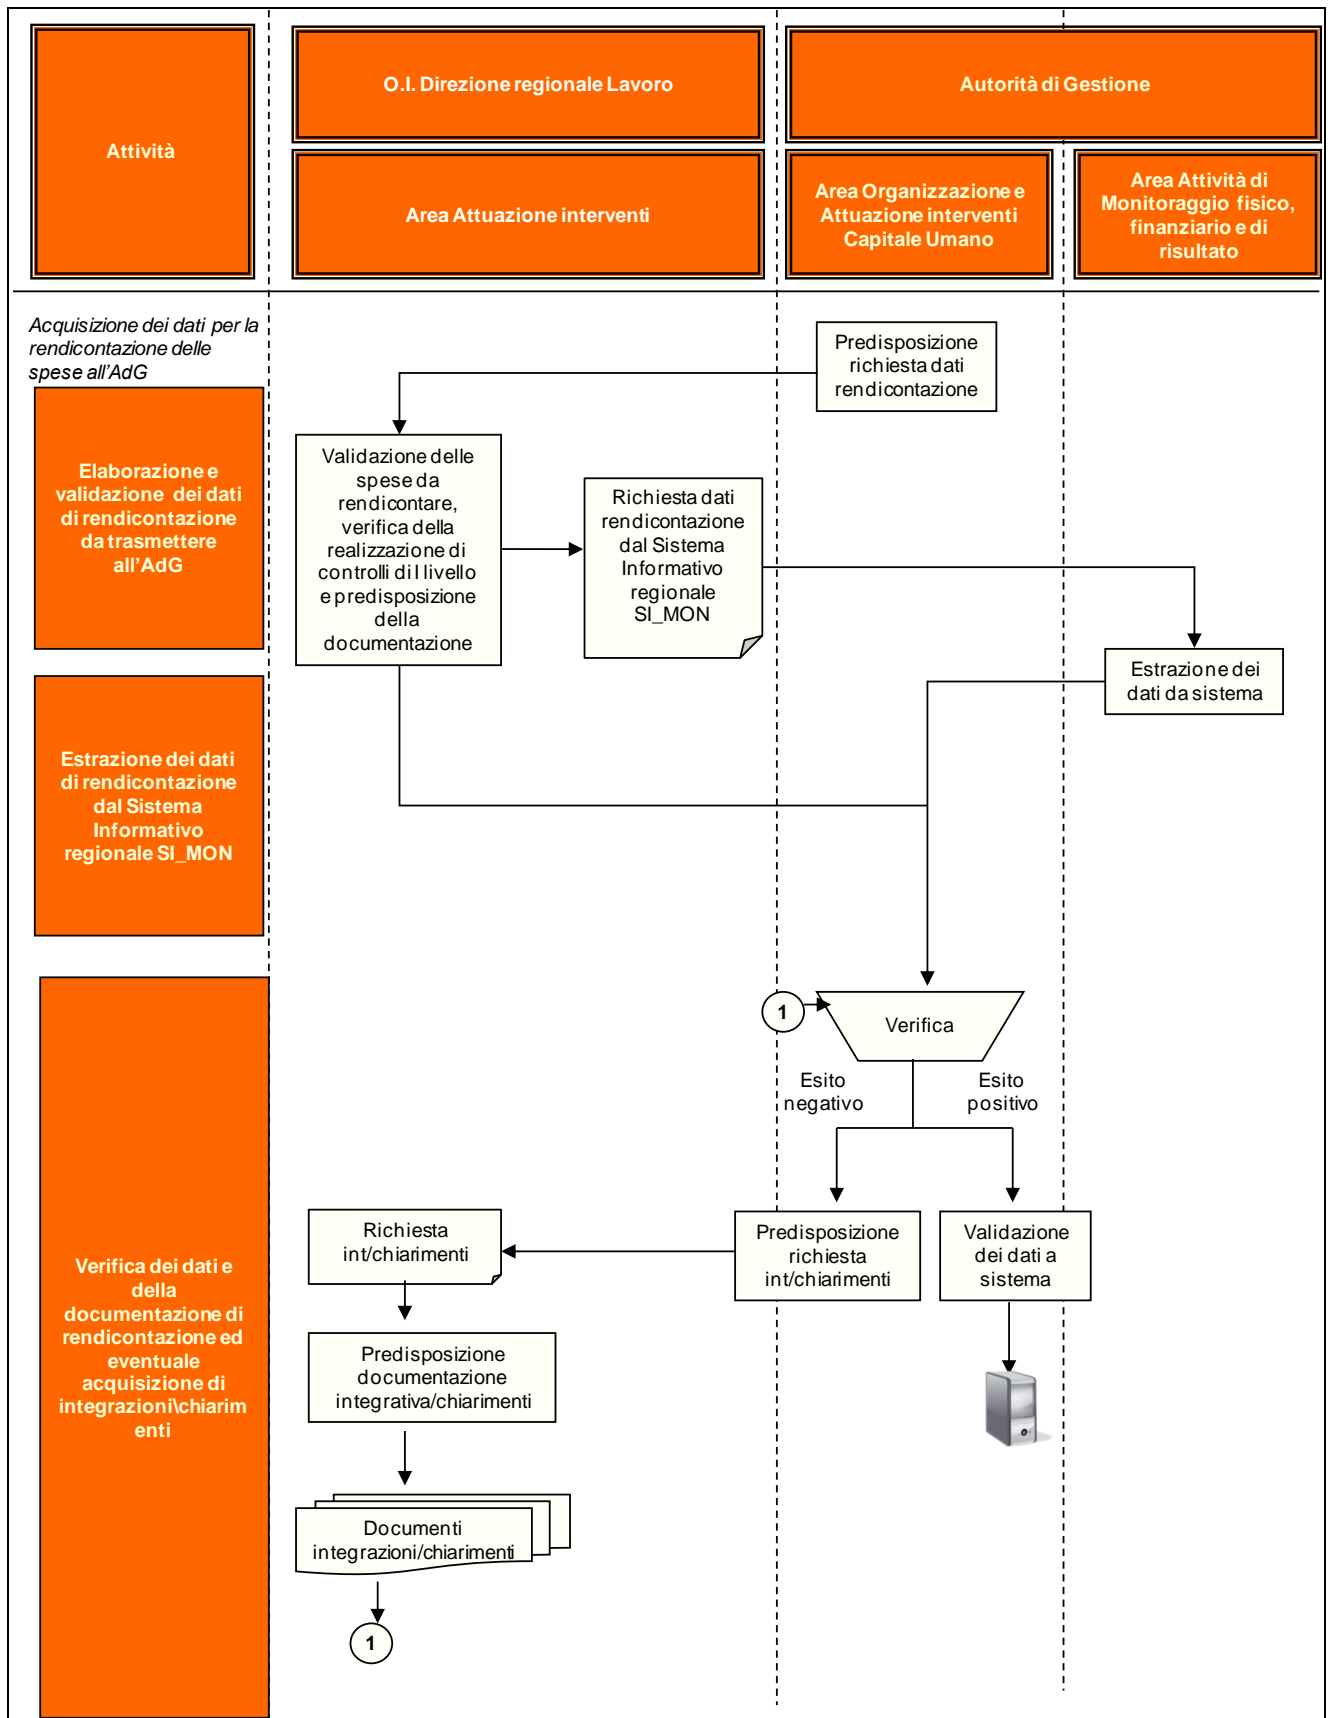 Attività
O.I. Direzione regionale Lavoro
Autorità di Gestione
Area Attuazione interventi
Area Organizzazione e
Attuazione interventi
Capitale Umano
Area Attività di
Monitoraggio fisico,
finanziario e di
risultato
Acquisizione dei dati per la
rendicontazione delle
spese all'AdG
Predisposizione
richiesta dati
rendicontazione
Elaborazione e
validazione dei dati
di rendicontazione
da trasmettere
all'AdG
Validazione delle
spese da
rendicontare,
verifica della
realizzazione di
controlli di I livello
e predisposizione
della
documentazione
Richiesta dati
rendicontazione
dal Sistema
Informativo
regionale
SI_MON
Estrazione dei
dati da sistema
Estrazione dei dati
di rendicontazione
dal Sistema
Informativo
regionale SI_MON
1
Verifica
Esito
negativo
Esito
positivo
Verifica dei dati e
della
documentazione di
rendicontazione ed
eventuale
acquisizione di
integrazioni\chiarim
enti
Richiesta
int/chiarimenti
Predisposizione
richiesta
int/chiarimenti
Validazione
dei dati a
sistema
Predisposizione
documentazione
integrativa/chiarimenti
Documenti
integrazioni/chiarimenti
1